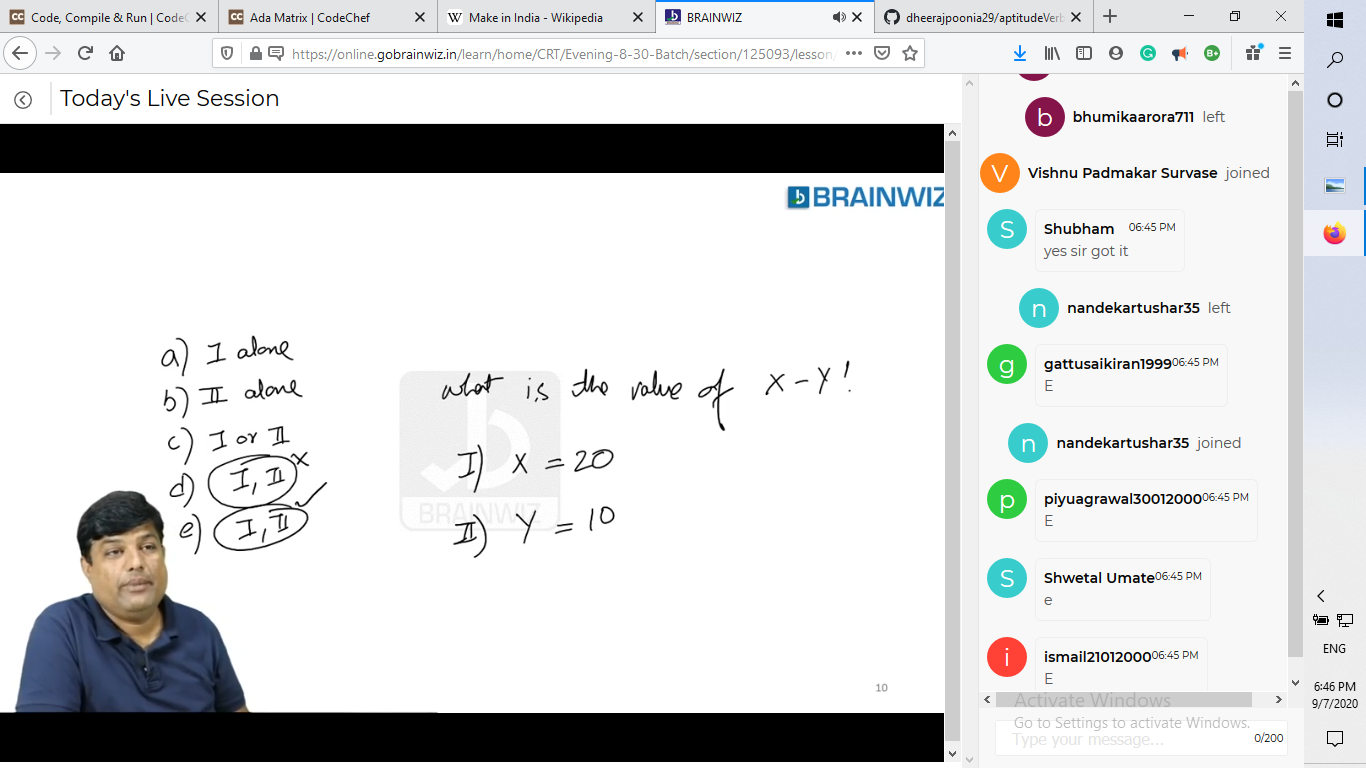 Code, Compile & Run | CodeC
Ada Matrix | CodeChef
Make in India - Wikipedia
BRAINWIZ
dheerajpoonia29/aptitudeVerb
https://online.gobrainwiz.in/learn/home/CRT/Evening-8-30-Batch/section/125093/lesson/
Today's Live Session
BRAINWIZ
a) I alone
b) II alone
c) I or II
d) I, II x
e) I, II ✓
what is the value of X - Y?
I) X = 20
II) Y = 10
BRAINWIZ
10
b
bhumikaarora711 left
V
Vishnu Padmakar Survase joined
S
Shubham 06:45 PM
yes sir got it
n
nandekartushar35 left
g
gattusaikiran1999 06:45 PM
E
n
nandekartushar35 joined
p
piyuagrawal30012000 06:45 PM
E
S
Shwetal Umate 06:45 PM
e
i
ismail21012000 06:45 PM
E
Activate Windows
Go to Settings to activate Windows.
Type your message...
0/200
ENG
6:46 PM
9/7/2020